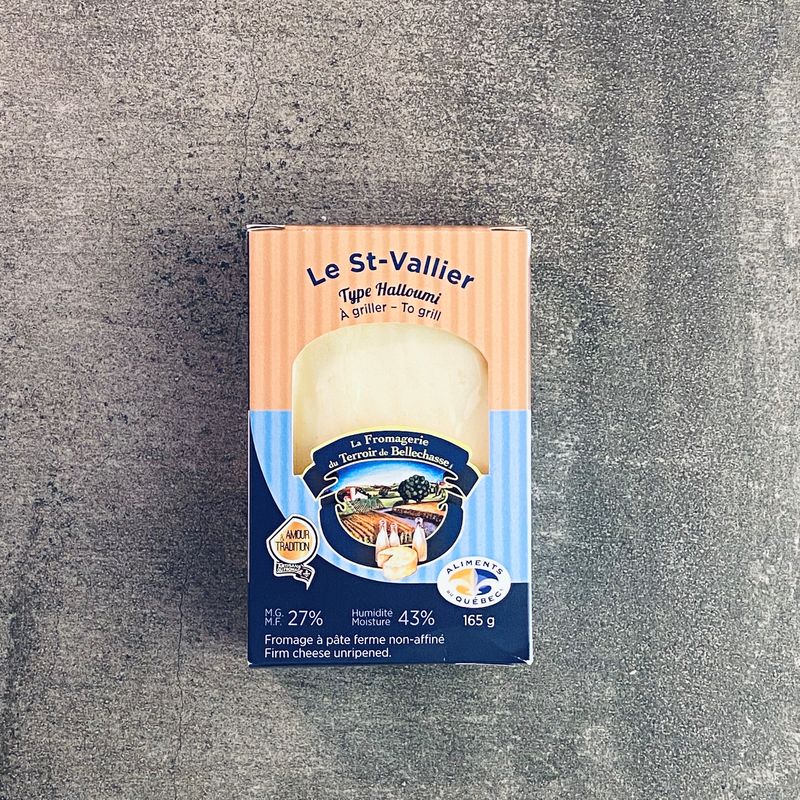 Le St-Vallier
Type Halloumi
À griller – To grill
La Fromagerie
du Terroir de Bellechasse
AMOUR
&
TRADITION
ALIMENTS
AU QUÉBEC
M.G.
M.F. 27%
Humidité
Moisture 43%
165 g
Fromage à pâte ferme non-affiné
Firm cheese unripened.